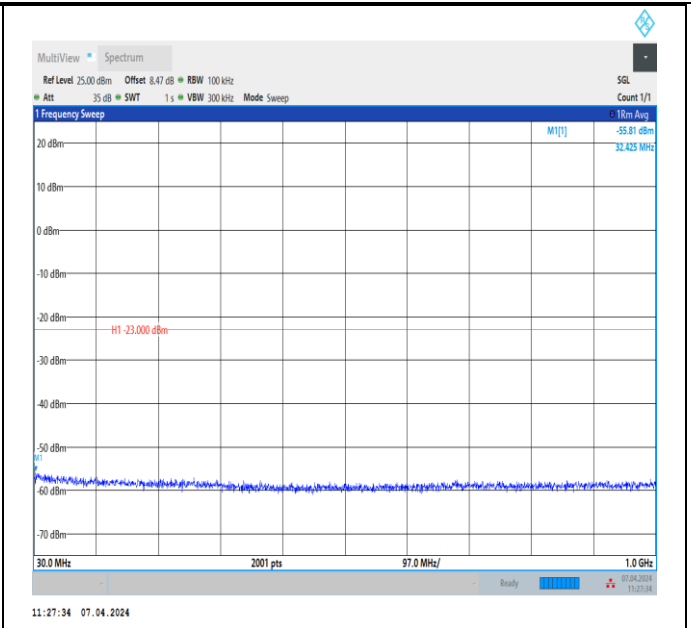 MultiView Spectrum
Ref Level 25.00 dBm Offset 8.47 dB RBW 100 kHz SGL
Att 35 dB SWT 1 s VBW 300 kHz Mode Sweep Count 1/1
1 Frequency Sweep 1Rm Avg
M1[1] -55.81 dBm
32.425 MHz
20 dBm
10 dBm
0 dBm
-10 dBm
-20 dBm
H1 -23.000 dBm
-30 dBm
-40 dBm
-50 dBm
M1
-60 dBm
-70 dBm
30.0 MHz 2001 pts 97.0 MHz/ 1.0 GHz
Ready 07.04.2024
11:27:34
11:27:34 07.04.2024